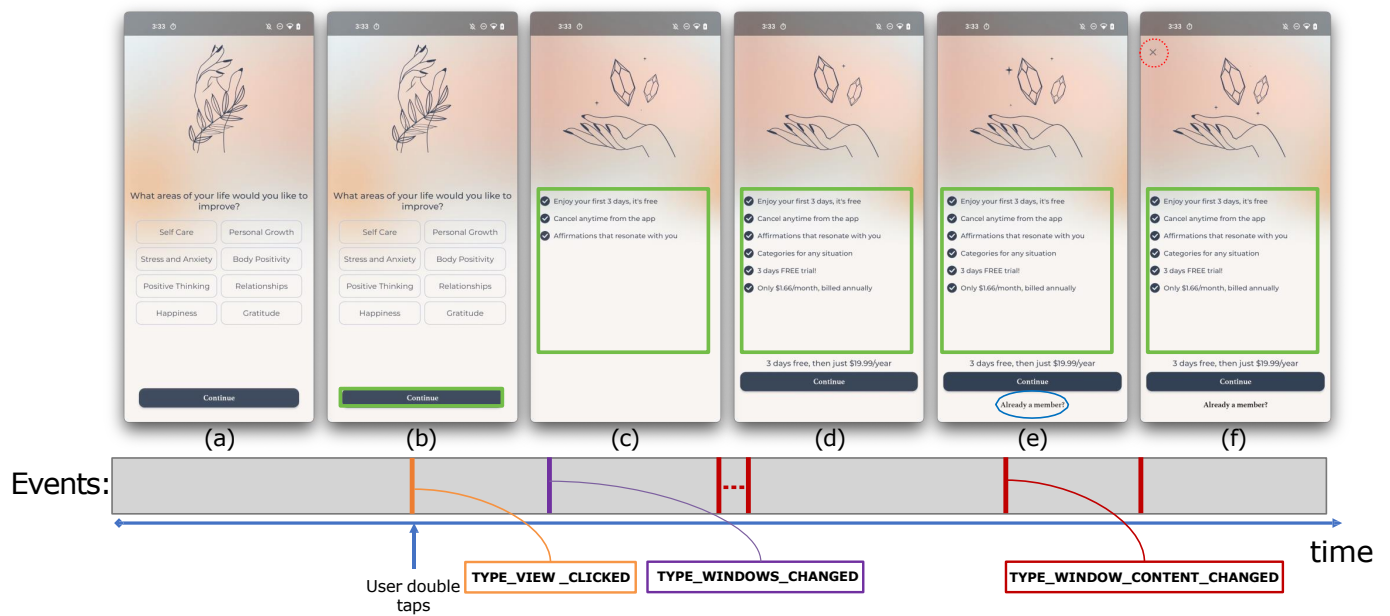 3:33
What areas of your life would you like to
improve?
Self Care
Personal Growth
Stress and Anxiety
Body Positivity
Positive Thinking
Relationships
Happiness
Gratitude
Continue
(a)
3:33
What areas of your life would you like to
improve?
Self Care
Personal Growth
Stress and Anxiety
Body Positivity
Positive Thinking
Relationships
Happiness
Gratitude
Continue
(b)
3:33
Enjoy your first 3 days, it's free
Cancel anytime from the app
Affirmations that resonate with you
(c)
3:33
Enjoy your first 3 days, it's free
Cancel anytime from the app
Affirmations that resonate with you
Categories for any situation
3 days FREE trial!
Only $1.66/month, billed annually
3 days free, then just $19.99/year
Continue
(d)
3:33
Enjoy your first 3 days, it's free
Cancel anytime from the app
Affirmations that resonate with you
Categories for any situation
3 days FREE trial!
Only $1.66/month, billed annually
3 days free, then just $19.99/year
Continue
Already a member?
(e)
3:33
Enjoy your first 3 days, it's free
Cancel anytime from the app
Affirmations that resonate with you
Categories for any situation
3 days FREE trial!
Only $1.66/month, billed annually
3 days free, then just $19.99/year
Continue
Already a member?
(f)
Events:
time
User double
taps
TYPE_VIEW _CLICKED
TYPE_WINDOWS_CHANGED
TYPE_WINDOW_CONTENT_CHANGED